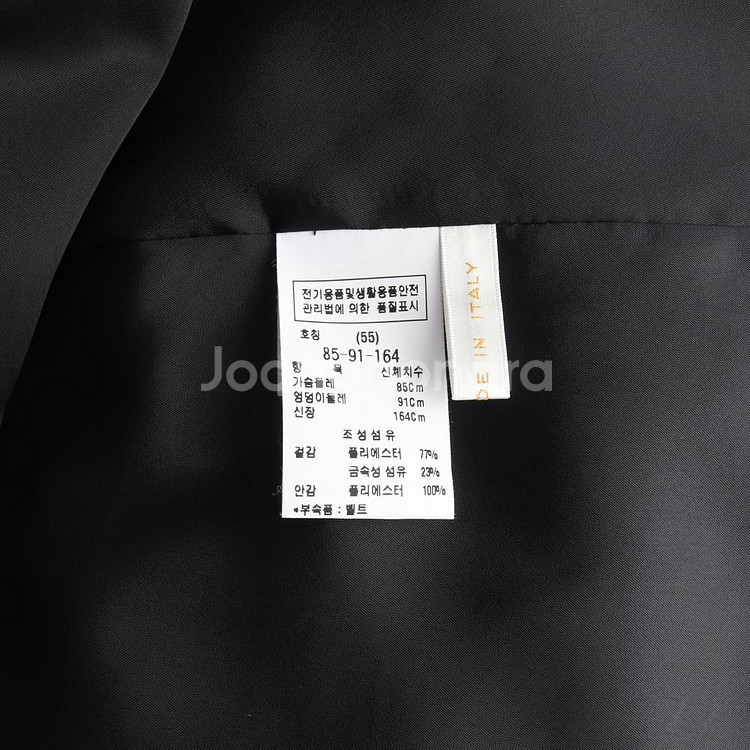 전기용품및생활용품안전
관리법에 의한 품질표시
호칭 (55)
85-91-164
항 목 신체치수
가슴둘레 85Cm
엉덩이둘레 91Cm
신장 164Cm
조성섬유
겉감 폴리에스터 77%
금속성 섬유 23%
안감 폴리에스터 100%
*부속품 : 벨트
DE IN ITALY